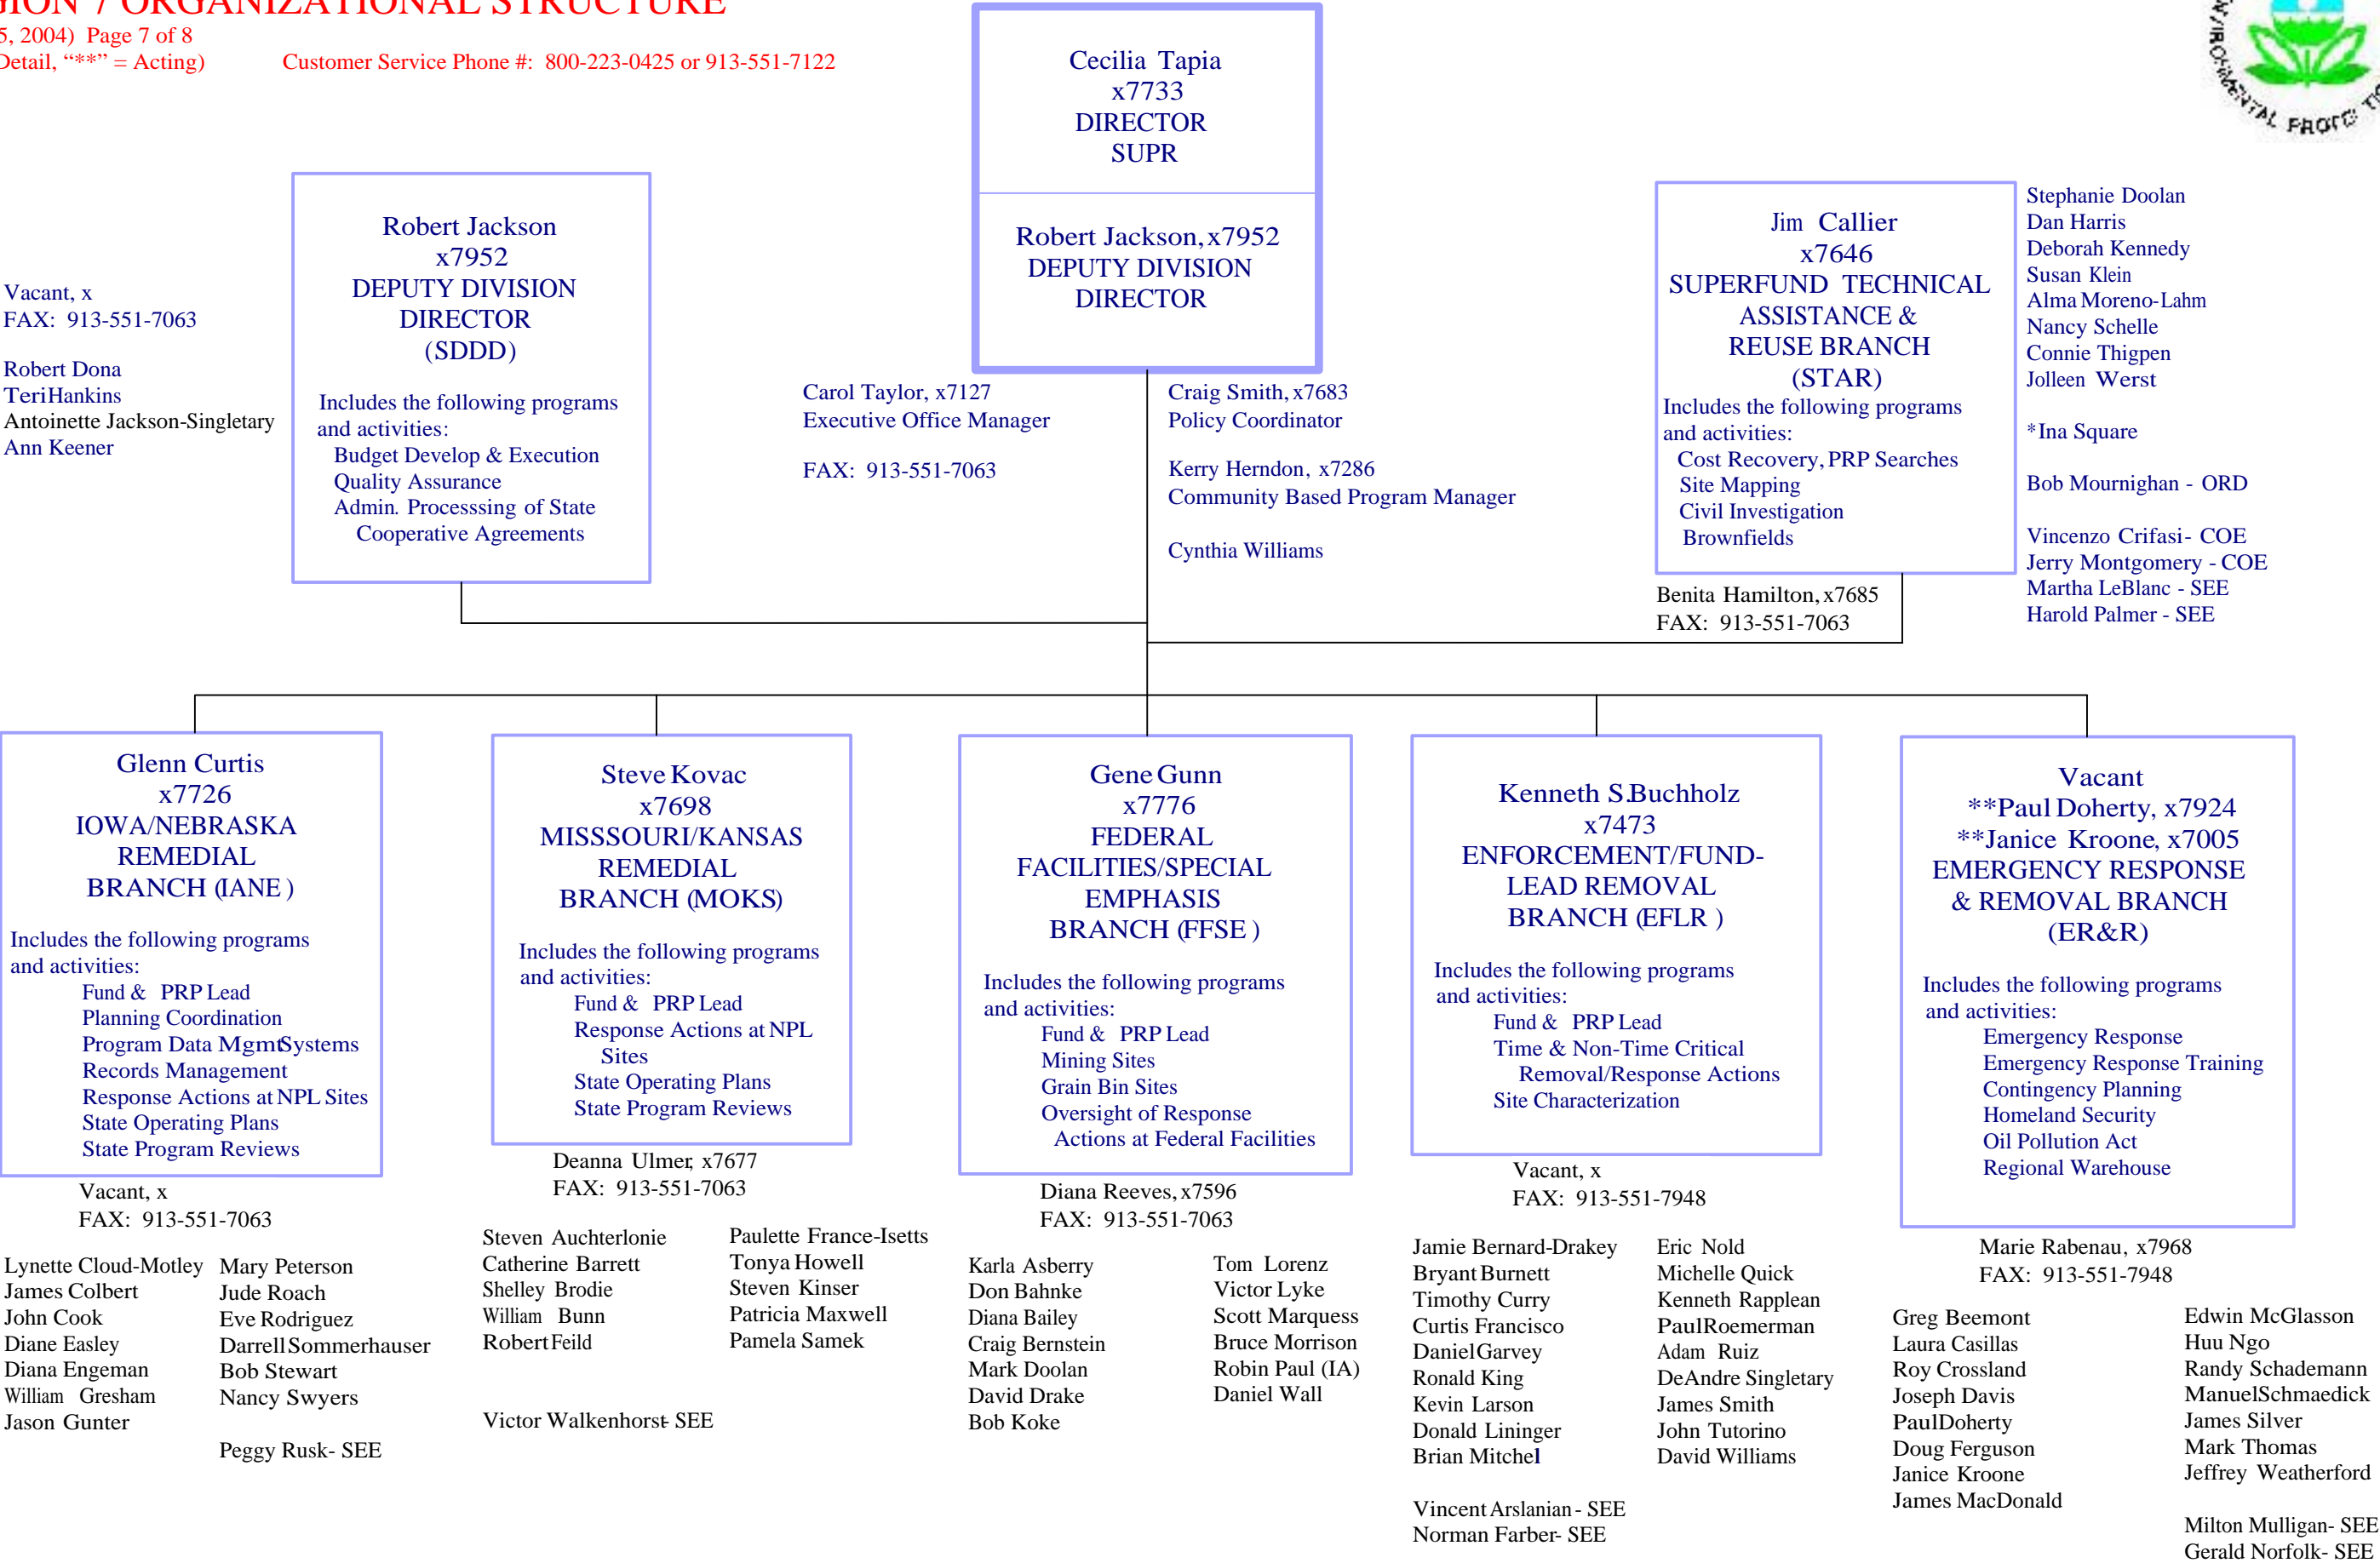 GION 7 ORGANIZATIONAL STRUCTURE
5, 2004) Page 7 of 8
Detail, “**” = Acting) Customer Service Phone #: 800-223-0425 or 913-551-7122
ENVIRONMENTAL PROTE
Cecilia Tapia
x7733
DIRECTOR
SUPR
Robert Jackson, x7952
DEPUTY DIVISION
DIRECTOR
Vacant, x
FAX: 913-551-7063
Robert Dona
Teri Hankins
Antoinette Jackson-Singletary
Ann Keener
Robert Jackson
x7952
DEPUTY DIVISION
DIRECTOR
(SDDD)
Includes the following programs
and activities:
Budget Develop & Execution
Quality Assurance
Admin. Processsing of State
Cooperative Agreements
Carol Taylor, x7127
Executive Office Manager
FAX: 913-551-7063
Craig Smith, x7683
Policy Coordinator
Kerry Herndon, x7286
Community Based Program Manager
Cynthia Williams
Jim Callier
x7646
SUPERFUND TECHNICAL
ASSISTANCE &
REUSE BRANCH
(STAR)
Includes the following programs
and activities:
Cost Recovery, PRP Searches
Site Mapping
Civil Investigation
Brownfields
Benita Hamilton, x7685
FAX: 913-551-7063
Stephanie Doolan
Dan Harris
Deborah Kennedy
Susan Klein
Alma Moreno-Lahm
Nancy Schelle
Connie Thigpen
Jolleen Werst
*Ina Square
Bob Mournighan - ORD
Vincenzo Crifasi- COE
Jerry Montgomery - COE
Martha LeBlanc - SEE
Harold Palmer - SEE
Glenn Curtis
x7726
IOWA/NEBRASKA
REMEDIAL
BRANCH (IANE)
Includes the following programs
and activities:
Fund & PRP Lead
Planning Coordination
Program Data Mgmt Systems
Records Management
Response Actions at NPL Sites
State Operating Plans
State Program Reviews
Vacant, x
FAX: 913-551-7063
Lynette Cloud-Motley
James Colbert
John Cook
Diane Easley
Diana Engeman
William Gresham
Jason Gunter
Mary Peterson
Jude Roach
Eve Rodriguez
Darrell Sommerhauser
Bob Stewart
Nancy Swyers
Peggy Rusk- SEE
Steve Kovac
x7698
MISSSOURI/KANSAS
REMEDIAL
BRANCH (MOKS)
Includes the following programs
and activities:
Fund & PRP Lead
Response Actions at NPL
Sites
State Operating Plans
State Program Reviews
Deanna Ulmer, x7677
FAX: 913-551-7063
Steven Auchterlonie
Catherine Barrett
Shelley Brodie
William Bunn
Robert Feild
Victor Walkenhorst- SEE
Paulette France-Isetts
Tonya Howell
Steven Kinser
Patricia Maxwell
Pamela Samek
Gene Gunn
x7776
FEDERAL
FACILITIES/SPECIAL
EMPHASIS
BRANCH (FFSE)
Includes the following programs
and activities:
Fund & PRP Lead
Mining Sites
Grain Bin Sites
Oversight of Response
Actions at Federal Facilities
Diana Reeves, x7596
FAX: 913-551-7063
Karla Asberry
Don Bahnke
Diana Bailey
Craig Bernstein
Mark Doolan
David Drake
Bob Koke
Tom Lorenz
Victor Lyke
Scott Marquess
Bruce Morrison
Robin Paul (IA)
Daniel Wall
Kenneth S.Buchholz
x7473
ENFORCEMENT/FUND-
LEAD REMOVAL
BRANCH (EFLR)
Includes the following programs
and activities:
Fund & PRP Lead
Time & Non-Time Critical
Removal/Response Actions
Site Characterization
Vacant, x
FAX: 913-551-7948
Jamie Bernard-Drakey
Bryant Burnett
Timothy Curry
Curtis Francisco
Daniel Garvey
Ronald King
Kevin Larson
Donald Lininger
Brian Mitchel
Vincent Arslanian - SEE
Norman Farber- SEE
Eric Nold
Michelle Quick
Kenneth Rapplean
Paul Roemerman
Adam Ruiz
DeAndre Singletary
James Smith
John Tutorino
David Williams
Vacant
**Paul Doherty, x7924
**Janice Kroone, x7005
EMERGENCY RESPONSE
& REMOVAL BRANCH
(ER&R)
Includes the following programs
and activities:
Emergency Response
Emergency Response Training
Contingency Planning
Homeland Security
Oil Pollution Act
Regional Warehouse
Marie Rabenau, x7968
FAX: 913-551-7948
Greg Beemont
Laura Casillas
Roy Crossland
Joseph Davis
Paul Doherty
Doug Ferguson
Janice Kroone
James MacDonald
Edwin McGlasson
Huu Ngo
Randy Schademann
Manuel Schmaedick
James Silver
Mark Thomas
Jeffrey Weatherford
Milton Mulligan- SEE
Gerald Norfolk- SEE